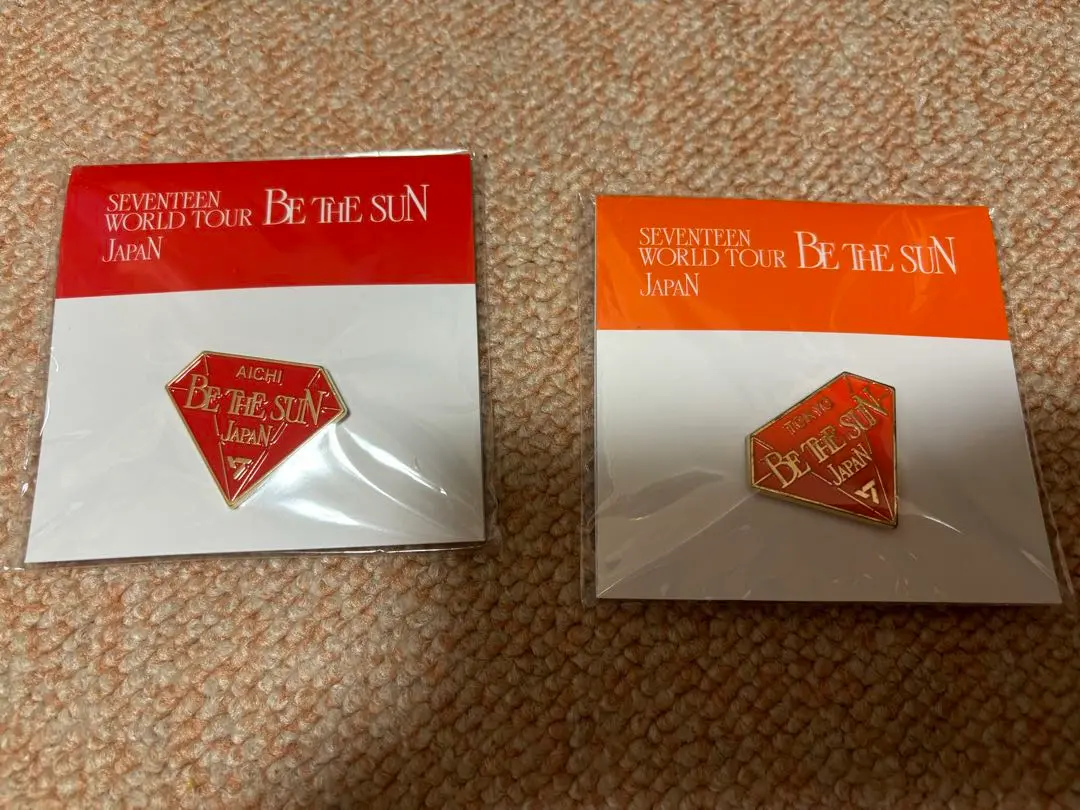 SEVENTEEN
WORLD TOUR BE THE SUN
JAPAN
AICHI
BE THE SUN
JAPAN
SEVENTEEN
WORLD TOUR BE THE SUN
JAPAN
TOKYO
BE THE SUN
JAPAN